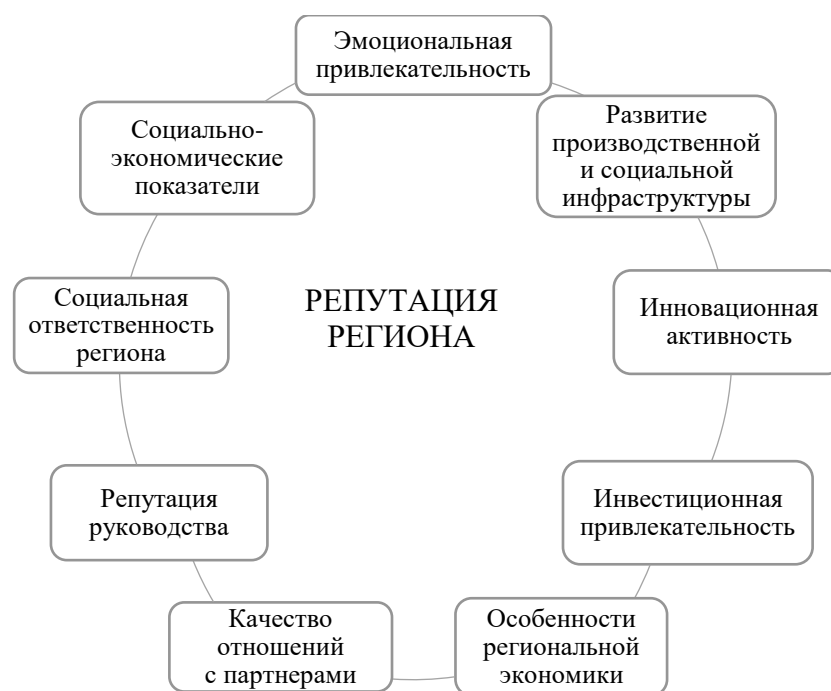 Эмоциональная
привлекательность
Развитие
производственной
и социальной
инфраструктуры
Инновационная
активность
Инвестиционная
привлекательность
Особенности
региональной
экономики
Качество
отношений
с партнерами
Репутация
руководства
Социальная
ответственность
региона
Социально-
экономические
показатели
РЕПУТАЦИЯ
РЕГИОНА